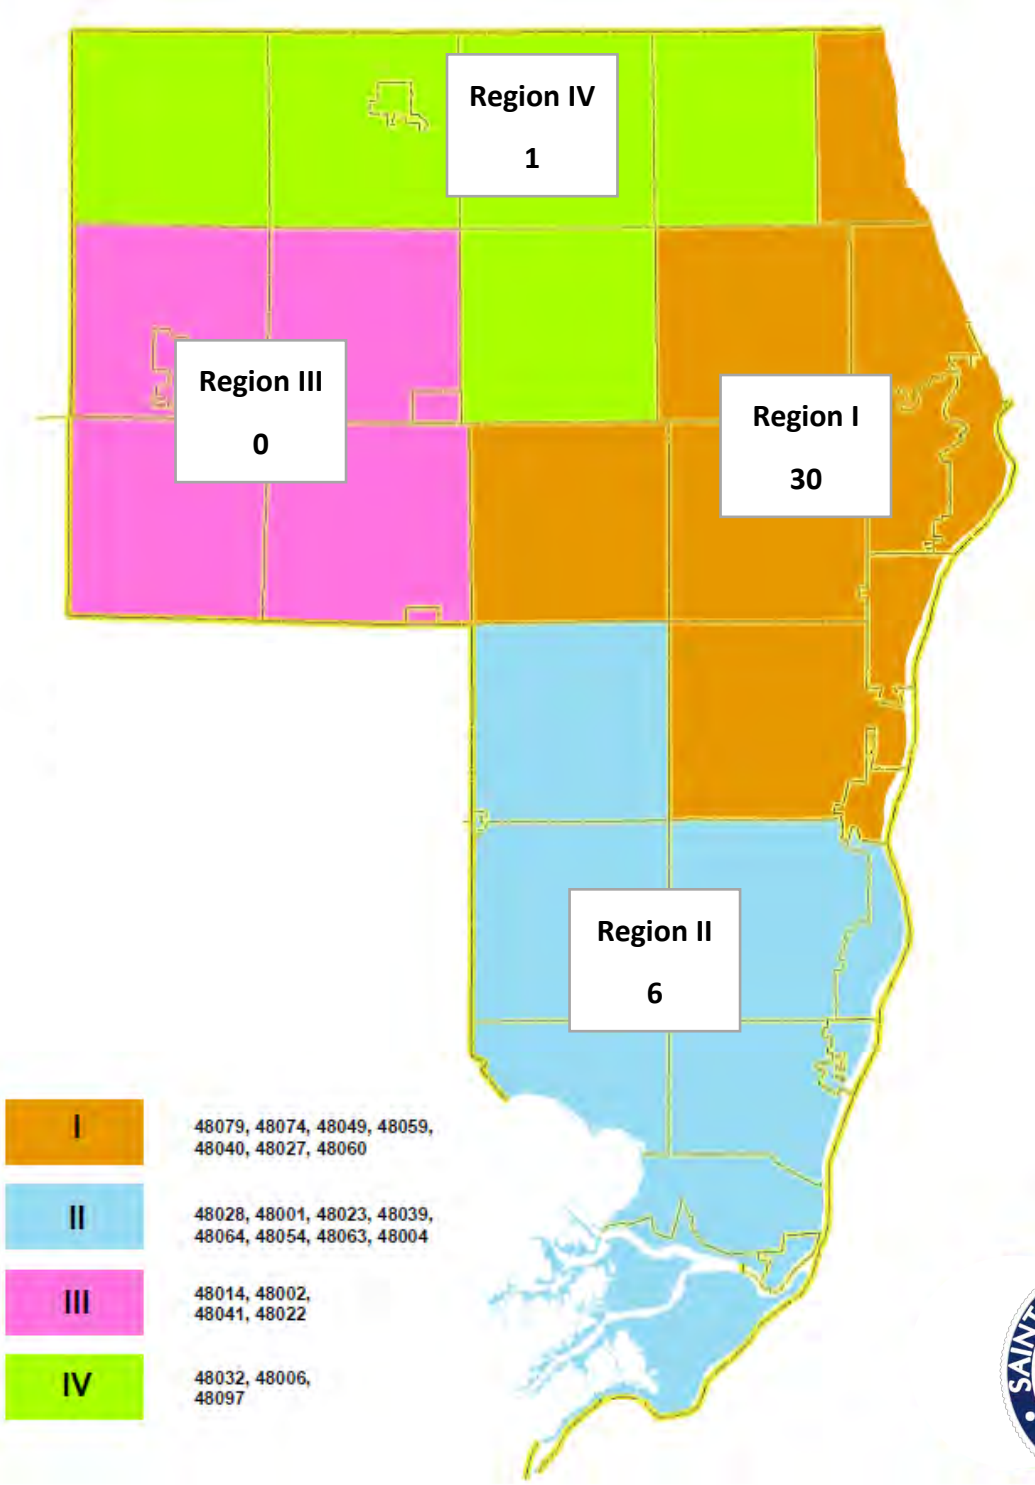 Region IV
1
Region III
0
Region I
30
Region II
6
I
48079, 48074, 48049, 48059,
48040, 48027, 48060
II
48028, 48001, 48023, 48039,
48064, 48054, 48063, 48004
III
48014, 48002,
48041, 48022
IV
48032, 48006,
48097
SAINT